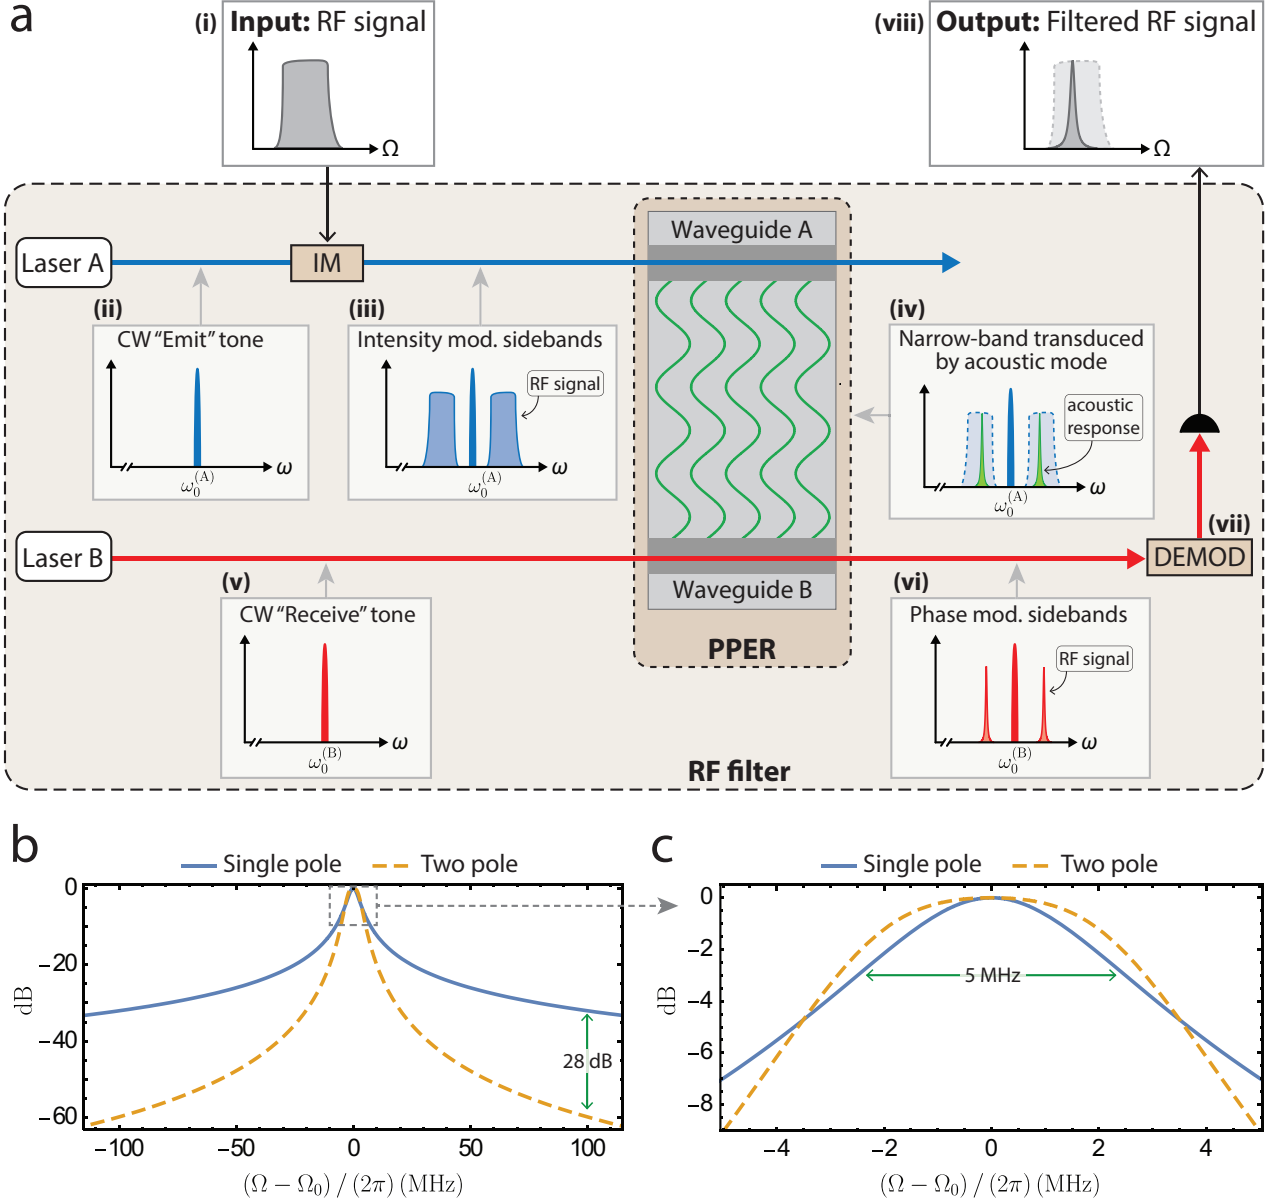 a
(i)
Input: RF signal
Ω
(viii)
Output: Filtered RF signal
Ω
Laser A
IM
Waveguide A
(ii)
CW “Emit” tone
ω
ω0(A)
(iii)
Intensity mod. sidebands
RF signal
ω
ω0(A)
(iv)
Narrow-band transduced
by acoustic mode
acoustic
response
ω
ω0(A)
Laser B
Waveguide B
PPER
(vii)
DEMOD
(v)
CW “Receive” tone
ω
ω0(B)
(vi)
Phase mod. sidebands
RF signal
ω
ω0(B)
RF filter
b
Single pole
Two pole
dB
0
−20
−40
−60
28 dB
−100
−50
0
50
100
(Ω − Ω0) / (2π) (MHz)
c
Single pole
Two pole
dB
0
−2
−4
−6
−8
5 MHz
−4
−2
0
2
4
(Ω − Ω0) / (2π) (MHz)